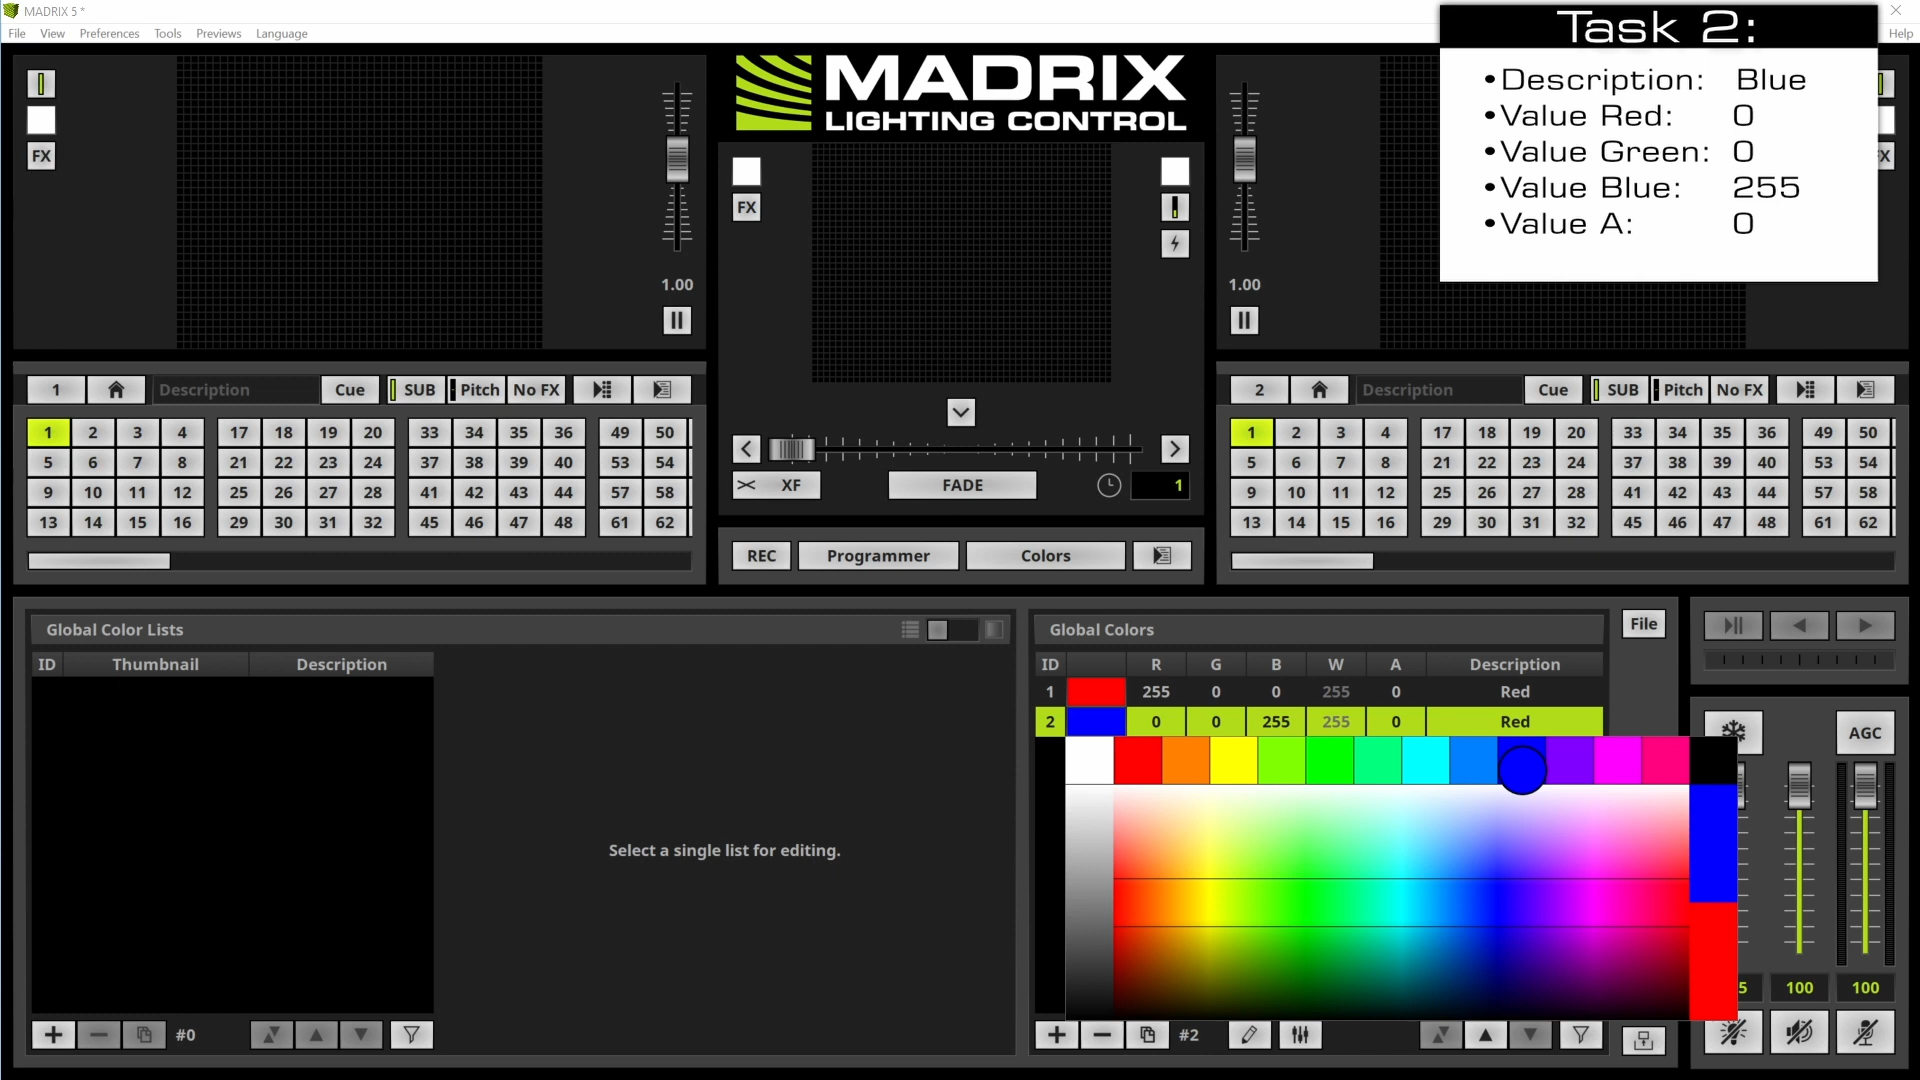 MADRIX 5 *
File View Preferences Tools Previews Language Help
Task 2:
•Description: Blue
•Value Red: 0
•Value Green: 0
•Value Blue: 255
•Value A: 0
MADRIX
LIGHTING CONTROL
FX
FX
1.00
1.00
1 Description Cue SUB Pitch No FX
1 2 3 4 17 18 19 20 33 34 35 36 49 50
5 6 7 8 21 22 23 24 37 38 39 40 53 54
9 10 11 12 25 26 27 28 41 42 43 44 57 58
13 14 15 16 29 30 31 32 45 46 47 48 61 62
XF FADE 1
REC Programmer Colors
2 Description Cue SUB Pitch No FX
1 2 3 4 17 18 19 20 33 34 35 36 49 50
5 6 7 8 21 22 23 24 37 38 39 40 53 54
9 10 11 12 25 26 27 28 41 42 43 44 57 58
13 14 15 16 29 30 31 32 45 46 47 48 61 62
Global Color Lists
ID Thumbnail Description
Select a single list for editing.
#0
Global Colors File
ID R G B W A Description
1 255 0 0 255 0 Red
2 0 0 255 255 0 Red
#2
AGC
5 100 100